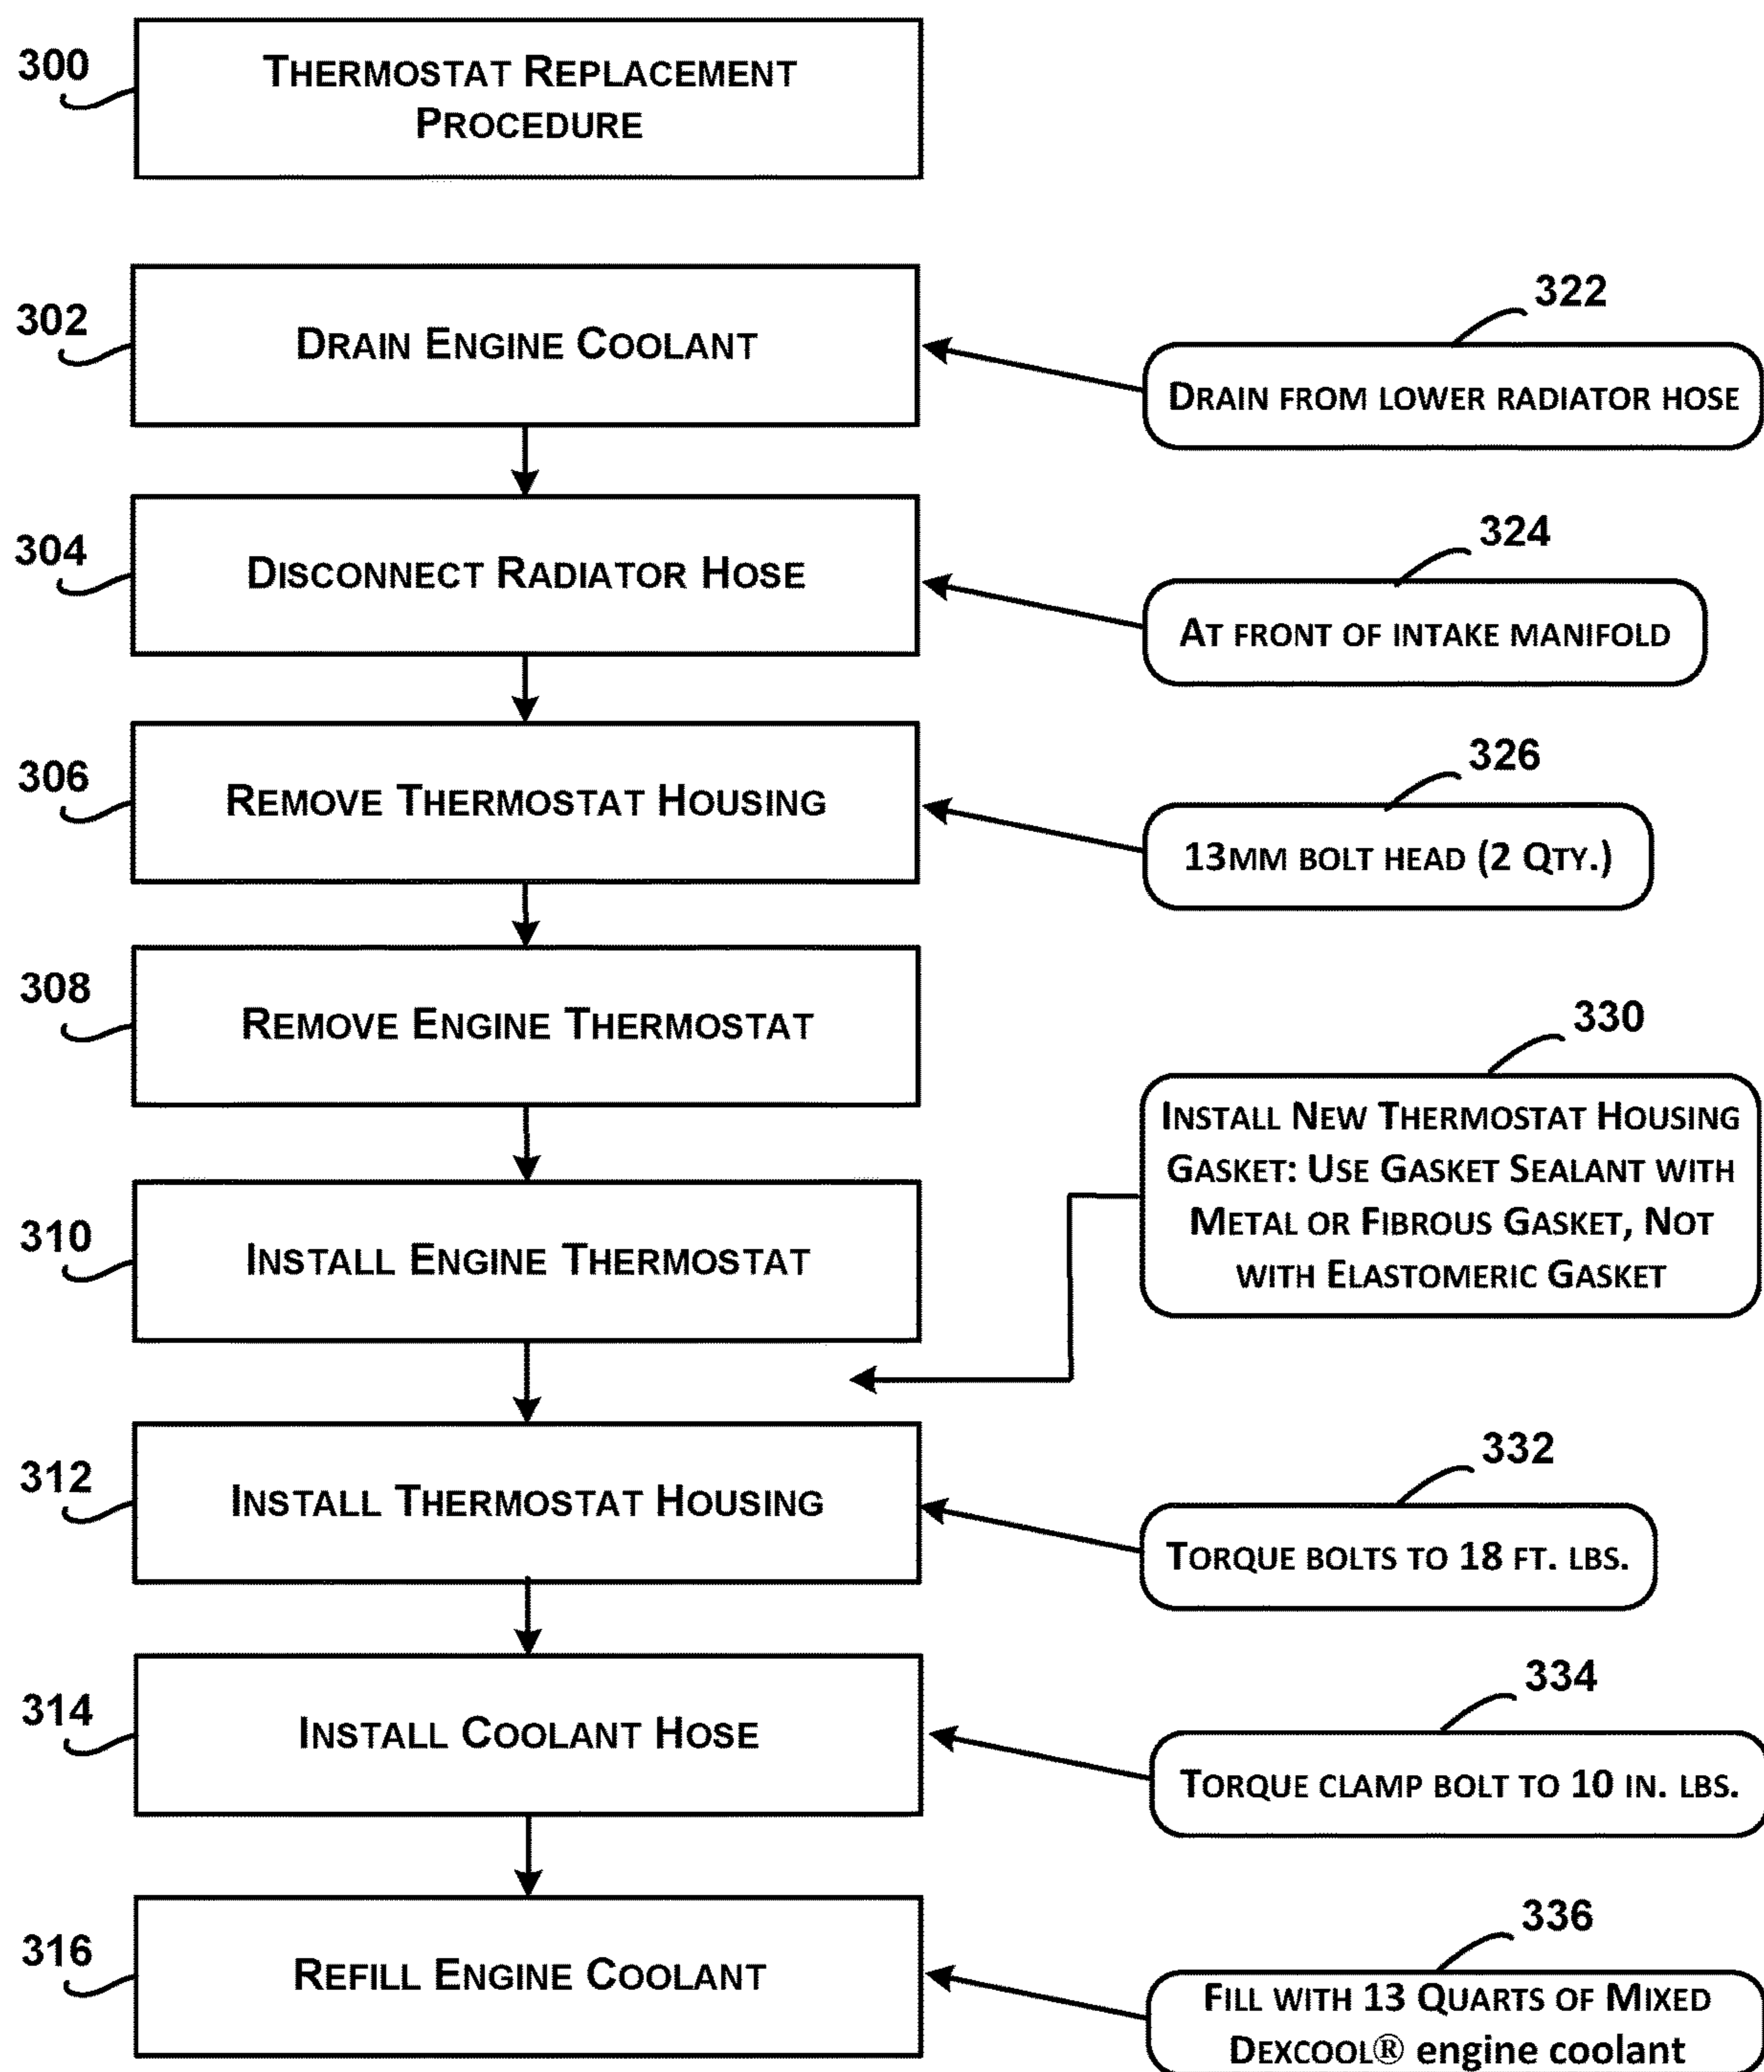 300
THERMOSTAT REPLACEMENT
PROCEDURE
302
DRAIN ENGINE COOLANT
322
DRAIN FROM LOWER RADIATOR HOSE
304
DISCONNECT RADIATOR HOSE
324
AT FRONT OF INTAKE MANIFOLD
306
REMOVE THERMOSTAT HOUSING
326
13MM BOLT HEAD (2 QTY.)
308
REMOVE ENGINE THERMOSTAT
330
INSTALL NEW THERMOSTAT HOUSING
GASKET: USE GASKET SEALANT WITH
METAL OR FIBROUS GASKET, NOT
WITH ELASTOMERIC GASKET
310
INSTALL ENGINE THERMOSTAT
312
INSTALL THERMOSTAT HOUSING
332
TORQUE BOLTS TO 18 FT. LBS.
314
INSTALL COOLANT HOSE
334
TORQUE CLAMP BOLT TO 10 IN. LBS.
316
REFILL ENGINE COOLANT
336
FILL WITH 13 QUARTS OF MIXED
DEXCOOL® engine coolant